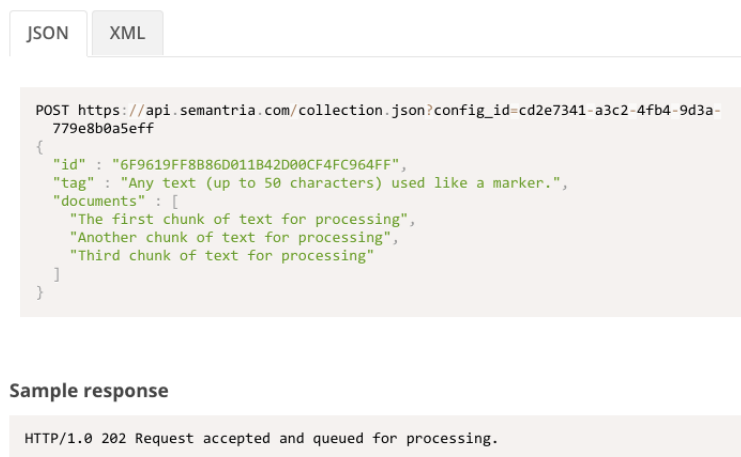 JSON XML
POST https://api.semantria.com/collection.json?config_id=cd2e7341-a3c2-4fb4-9d3a-
779e8b0a5eff
{
"id" : "6F9619FF8B86D011B42D00CF4FC964FF",
"tag" : "Any text (up to 50 characters) used like a marker.",
"documents" : [
"The first chunk of text for processing",
"Another chunk of text for processing",
"Third chunk of text for processing"
]
}
Sample response
HTTP/1.0 202 Request accepted and queued for processing.